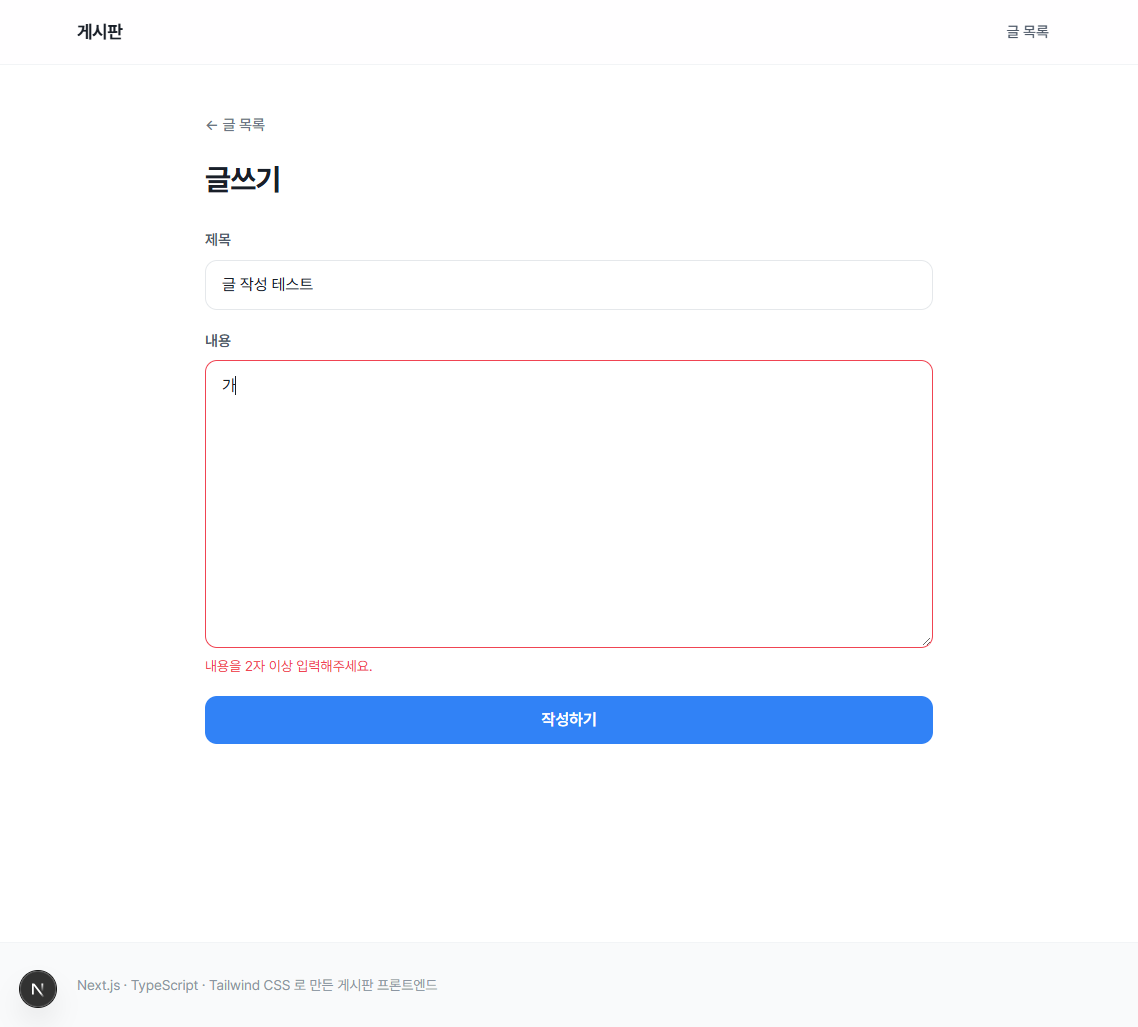 게시판
글 목록
← 글 목록
글쓰기
제목
글 작성 테스트
내용
가
내용을 2자 이상 입력해주세요.
작성하기
N
Next.js · TypeScript · Tailwind CSS 로 만든 게시판 프론트엔드